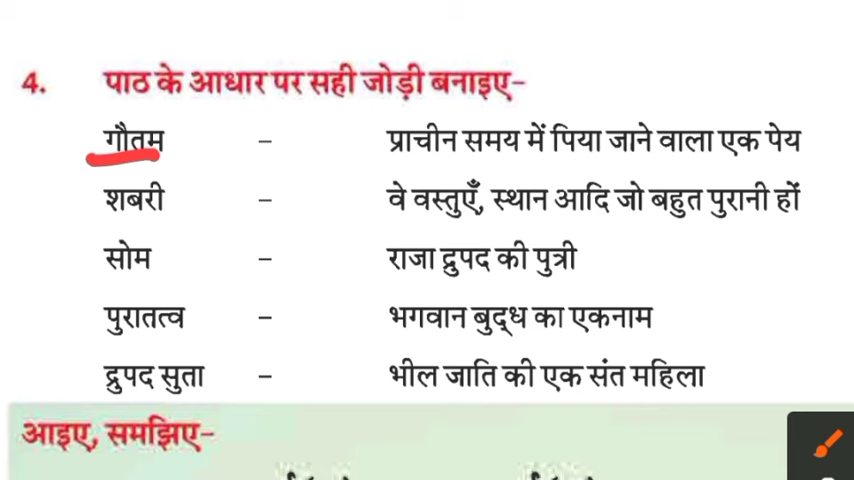 4. पाठ के आधार पर सही जोड़ी बनाइए-
गौतम - प्राचीन समय में पिया जाने वाला एक पेय
शबरी - वे वस्तुएँ, स्थान आदि जो बहुत पुरानी हों
सोम - राजा द्रुपद की पुत्री
पुरातत्व - भगवान बुद्ध का एकनाम
द्रुपद सुता - भील जाति की एक संत महिला
आइए, समझिए-